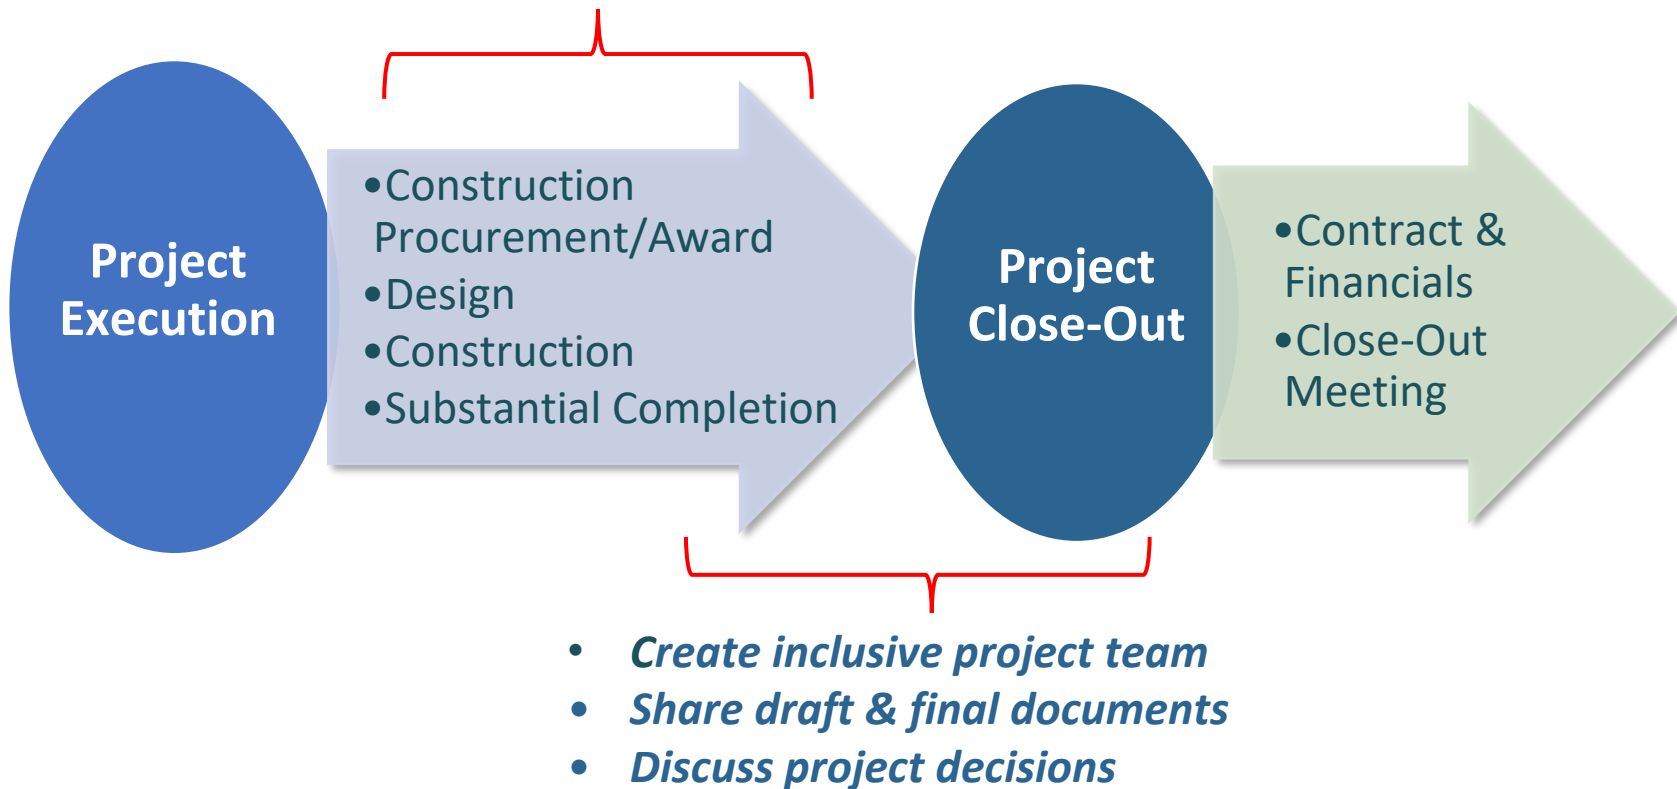 Project
Execution
•Construction
Procurement/Award
•Design
•Construction
•Substantial Completion
Project
Close-Out
•Contract &
Financials
•Close-Out
Meeting
• Create inclusive project team
• Share draft & final documents
• Discuss project decisions